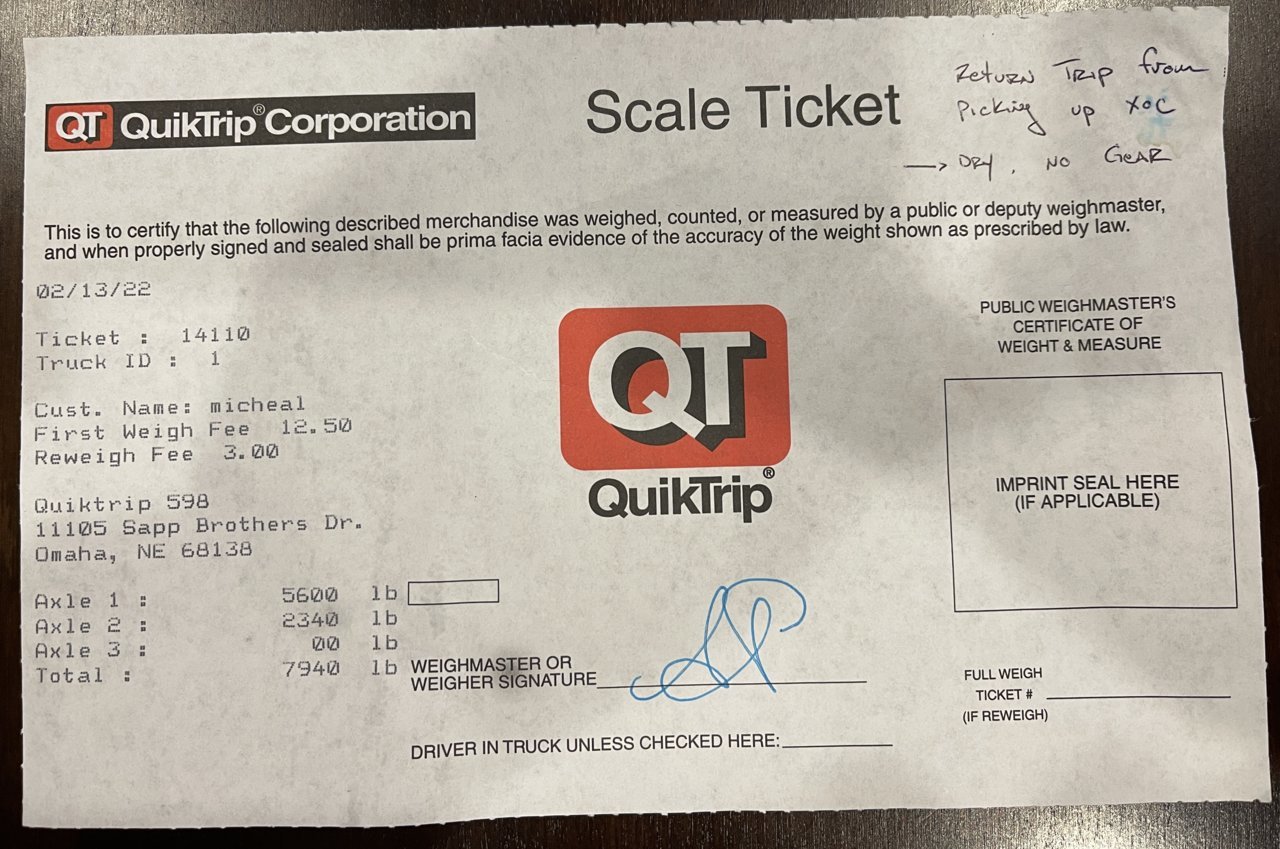 QT QuikTrip® Corporation
Scale Ticket
Return Trip from
Picking up XOC
→ Dry, No Gear
This is to certify that the following described merchandise was weighed, counted, or measured by a public or deputy weighmaster,
and when properly signed and sealed shall be prima facia evidence of the accuracy of the weight shown as prescribed by law.
02/13/22
Ticket : 14110
Truck ID : 1
Cust. Name: micheal
First Weigh Fee 12.50
Reweigh Fee 3.00
Quiktrip 598
11105 Sapp Brothers Dr.
Omaha, NE 68138
Axle 1 : 5600 lb
Axle 2 : 2340 lb
Axle 3 : 00 lb
Total : 7940 lb
QT
QuikTrip®
PUBLIC WEIGHMASTER'S
CERTIFICATE OF
WEIGHT & MEASURE
IMPRINT SEAL HERE
(IF APPLICABLE)
WEIGHMASTER OR
WEIGHER SIGNATURE
FULL WEIGH
TICKET #
(IF REWEIGH)
DRIVER IN TRUCK UNLESS CHECKED HERE: